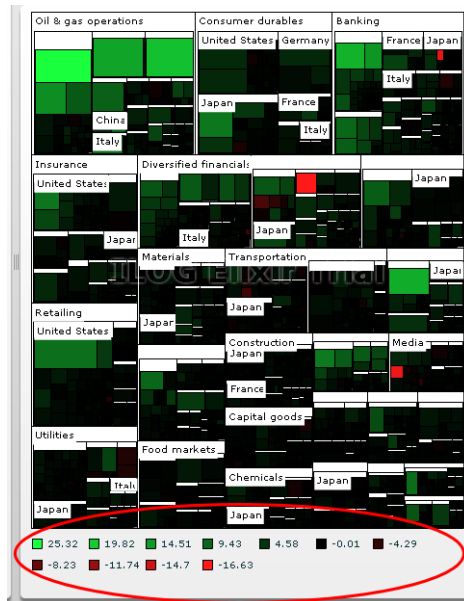 Oil & gas operations Consumer durables Banking
United States Germany France Japan
Italy
Japan France
China
Italy Italy
Insurance Diversified financials
United States Japan
Japan
Italy Japan
Materials Transportation
ILOG Elixir Trial
Japan
Japan
Japan
Retailing
United States
Construction Media
Japan
France
Capital goods
Utilities
Food markets
Italy
Chemicals Japan
Japan Japan
25.32 19.82 14.51 9.43 4.58 -0.01 -4.29
-8.23 -11.74 -14.7 -16.63